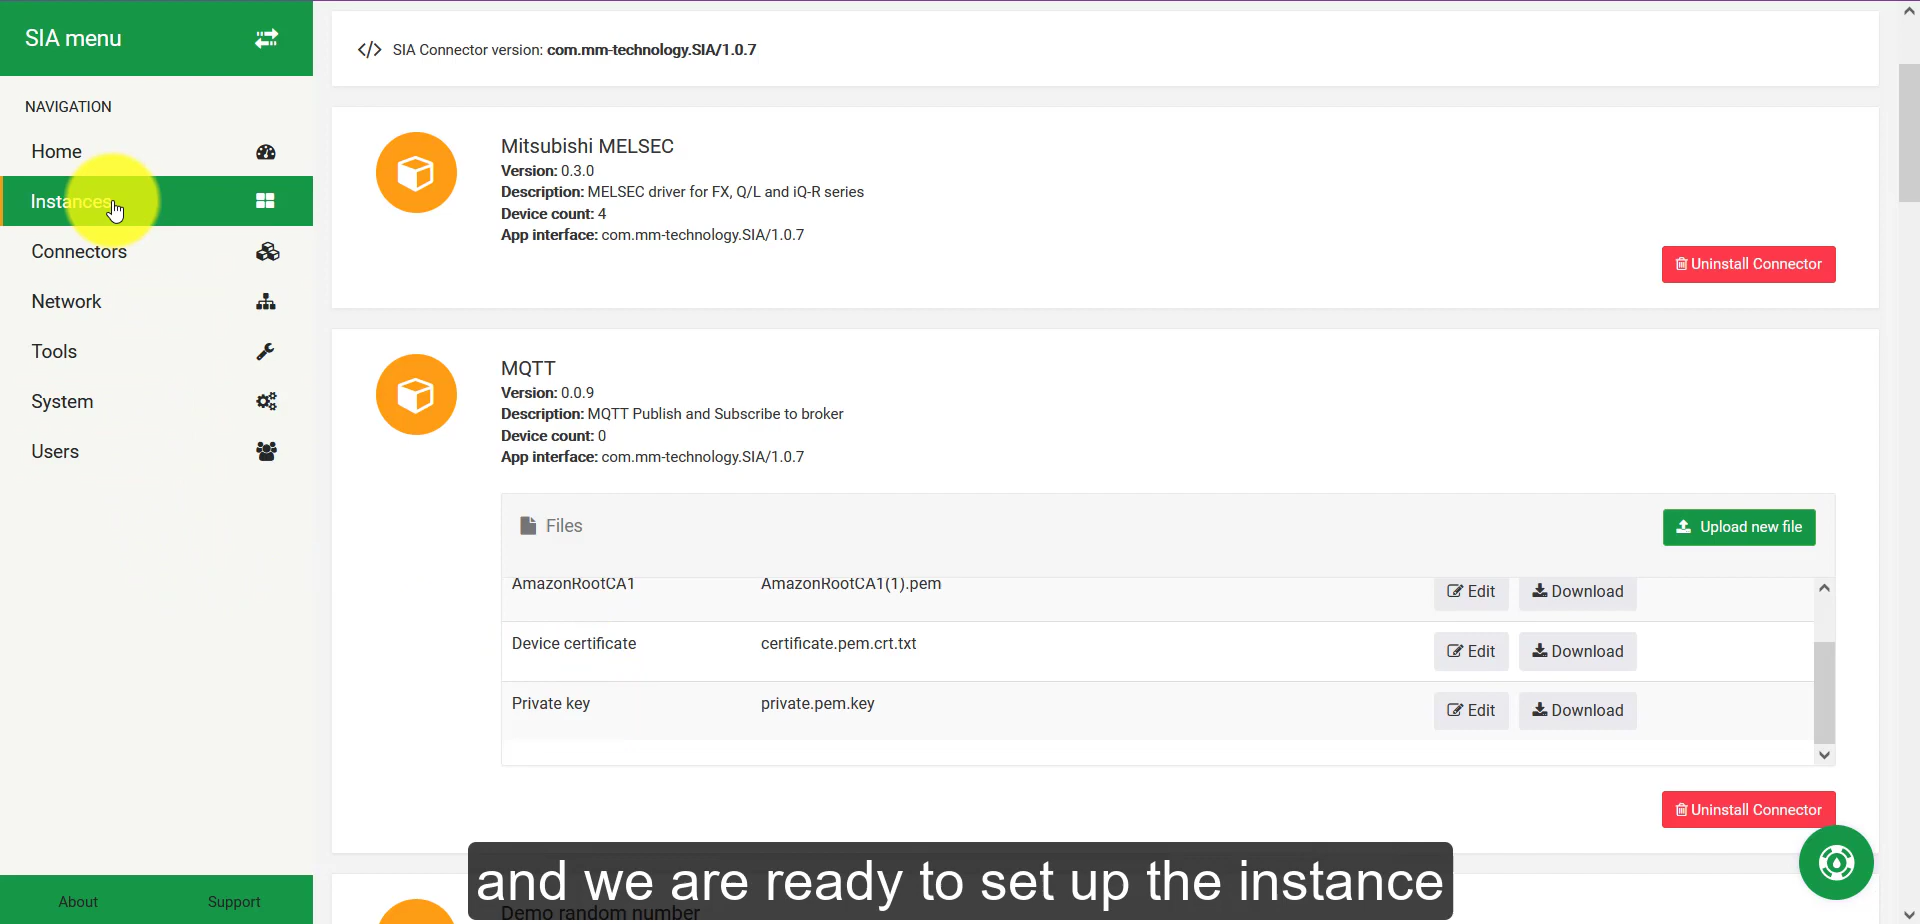 SIA menu
NAVIGATION
Home
Instances
Connectors
Network
Tools
System
Users
About
Support
</> SIA Connector version: com.mm-technology.SIA/1.0.7
Mitsubishi MELSEC
Version: 0.3.0
Description: MELSEC driver for FX, Q/L and iQ-R series
Device count: 4
App interface: com.mm-technology.SIA/1.0.7
Uninstall Connector
MQTT
Version: 0.0.9
Description: MQTT Publish and Subscribe to broker
Device count: 0
App interface: com.mm-technology.SIA/1.0.7
Files
Upload new file
AmazonRootCA1 AmazonRootCA1(1).pem Edit Download
Device certificate certificate.pem.crt.txt Edit Download
Private key private.pem.key Edit Download
Uninstall Connector
Demo random number
and we are ready to set up the instance